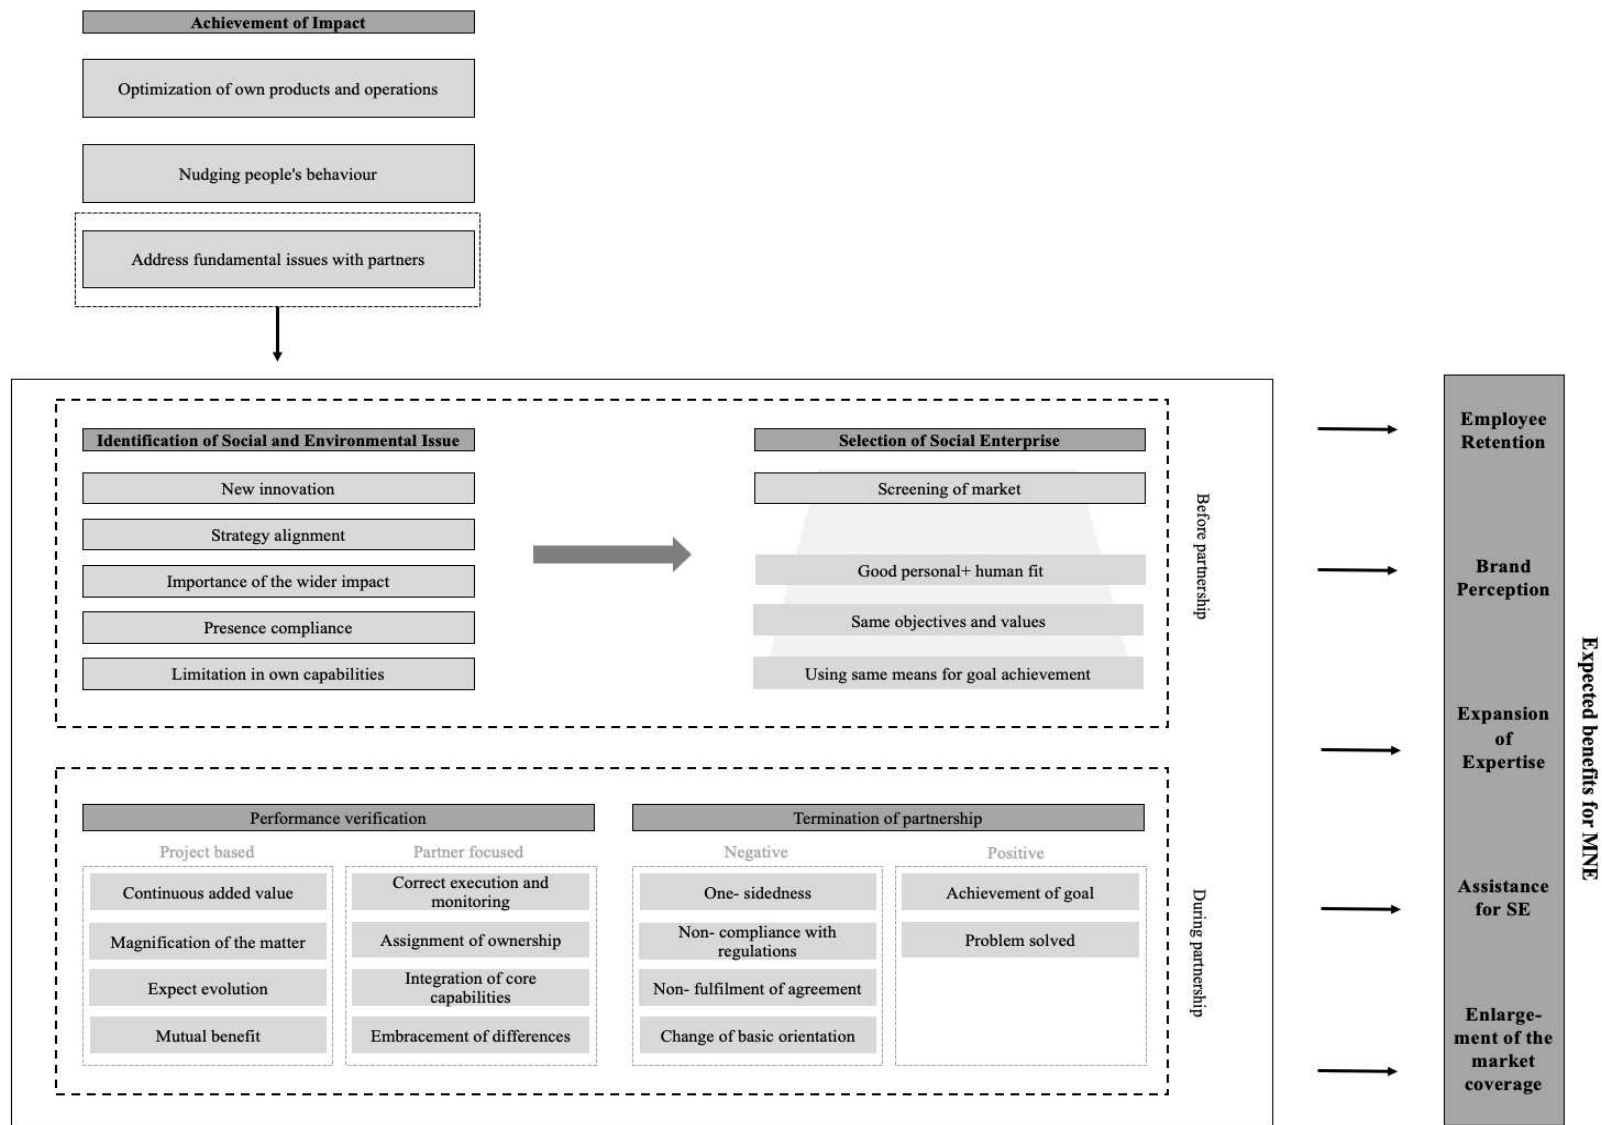 Achievement of Impact
Optimization of own products and operations
Nudging people's behaviour
Address fundamental issues with partners
Identification of Social and Environmental Issue
New innovation
Strategy alignment
Importance of the wider impact
Presence compliance
Limitation in own capabilities
Selection of Social Enterprise
Screening of market
Good personal+ human fit
Same objectives and values
Using same means for goal achievement
Before partnership
Performance verification
Project based
Continuous added value
Magnification of the matter
Expect evolution
Mutual benefit
Partner focused
Correct execution and
monitoring
Assignment of ownership
Integration of core
capabilities
Embracement of differences
Termination of partnership
Negative
One- sidedness
Non- compliance with
regulations
Non- fulfilment of agreement
Change of basic orientation
Positive
Achievement of goal
Problem solved
During partnership
Employee
Retention
Brand
Perception
Expansion
of
Expertise
Assistance
for SE
Enlarge-
ment of the
market
coverage
Expected benefits for MNE